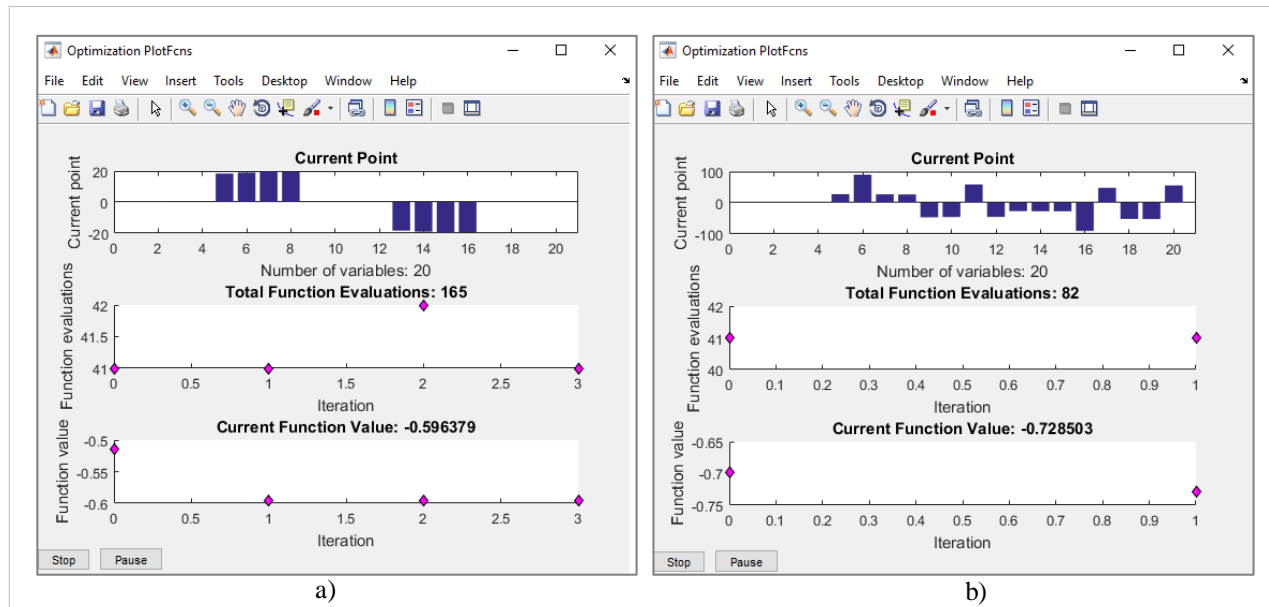 Optimization PlotFcns
File Edit View Insert Tools Desktop Window Help
Current Point
Current point
20
0
-20
0 2 4 6 8 10 12 14 16 18 20
Number of variables: 20
Total Function Evaluations: 165
Function evaluations
42
41.5
41
0 0.5 1 1.5 2 2.5 3
Iteration
Current Function Value: -0.596379
Function value
-0.5
-0.55
-0.6
0 0.5 1 1.5 2 2.5 3
Iteration
Stop Pause
a)
Optimization PlotFcns
File Edit View Insert Tools Desktop Window Help
Current Point
Current point
100
0
-100
0 2 4 6 8 10 12 14 16 18 20
Number of variables: 20
Total Function Evaluations: 82
Function evaluations
42
41
40
0 0.1 0.2 0.3 0.4 0.5 0.6 0.7 0.8 0.9 1
Iteration
Current Function Value: -0.728503
Function value
-0.65
-0.7
-0.75
0 0.1 0.2 0.3 0.4 0.5 0.6 0.7 0.8 0.9 1
Iteration
Stop Pause
b)